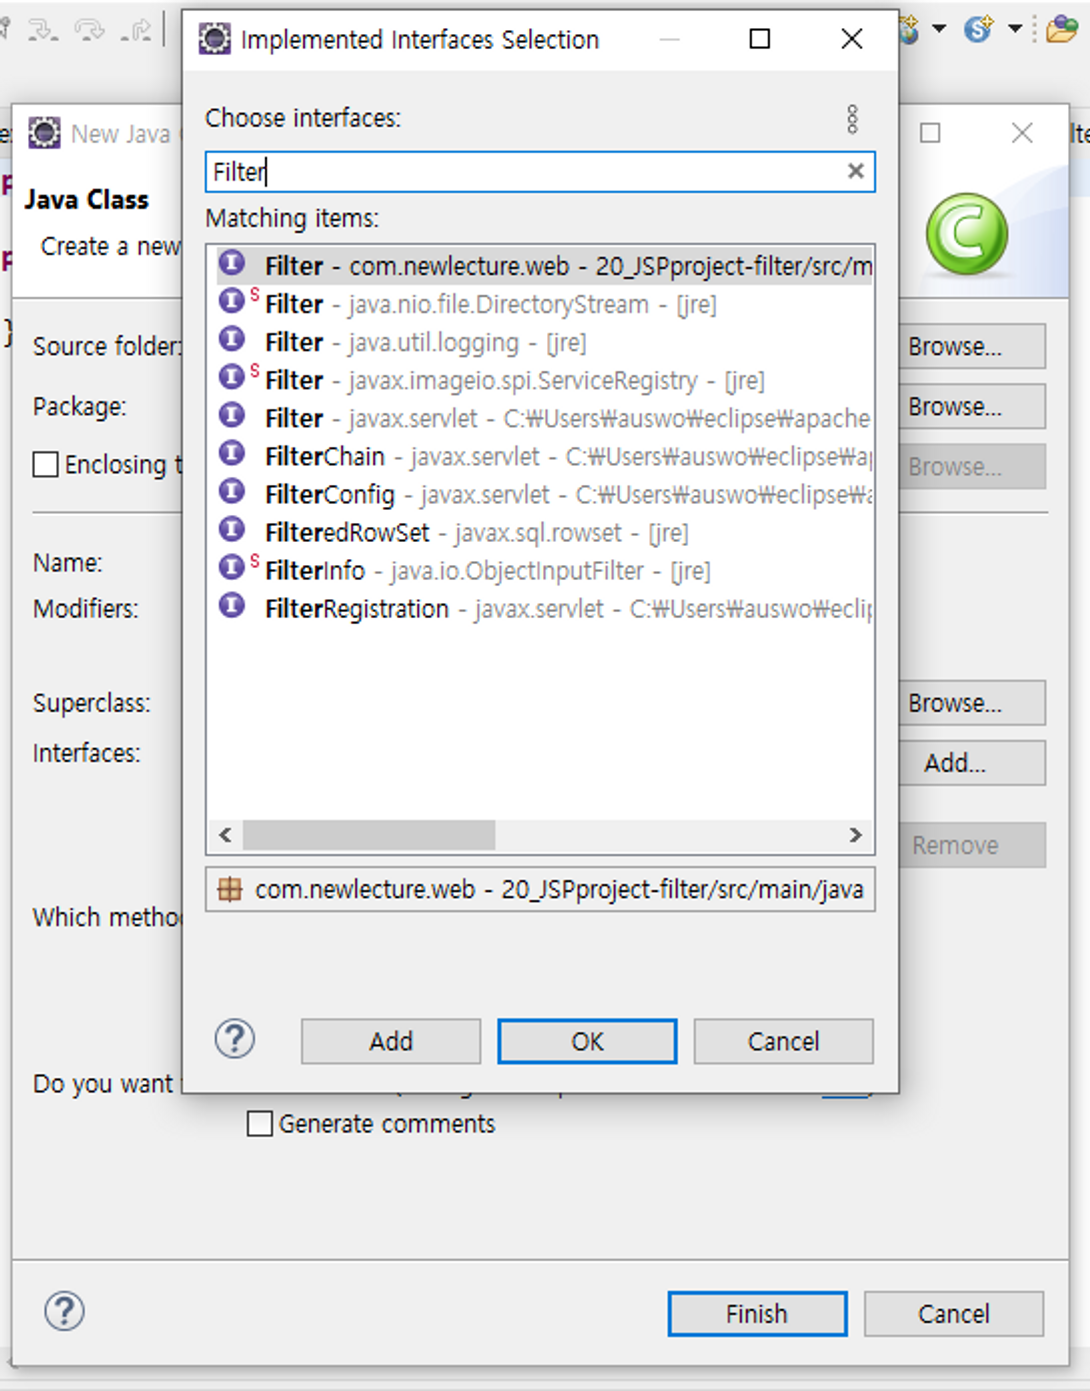 Implemented Interfaces Selection
Choose interfaces:
Filter
Matching items:
Filter - com.newlecture.web - 20_JSPproject-filter/src/m
S Filter - java.nio.file.DirectoryStream - [jre]
Filter - java.util.logging - [jre]
S Filter - javax.imageio.spi.ServiceRegistry - [jre]
Filter - javax.servlet - C:₩Users₩auswo₩eclipse₩apache
FilterChain - javax.servlet - C:₩Users₩auswo₩eclipse₩a
FilterConfig - javax.servlet - C:₩Users₩auswo₩eclipse₩a
FilteredRowSet - javax.sql.rowset - [jre]
S FilterInfo - java.io.ObjectInputFilter - [jre]
FilterRegistration - javax.servlet - C:₩Users₩auswo₩eclip
com.newlecture.web - 20_JSPproject-filter/src/main/java
Add
OK
Cancel
New Java
Java Class
Create a new
Source folder:
Browse...
Package:
Browse...
Enclosing t
Browse...
Name:
Modifiers:
Superclass:
Browse...
Interfaces:
Add...
Remove
Which metho
Do you want
Generate comments
Finish
Cancel